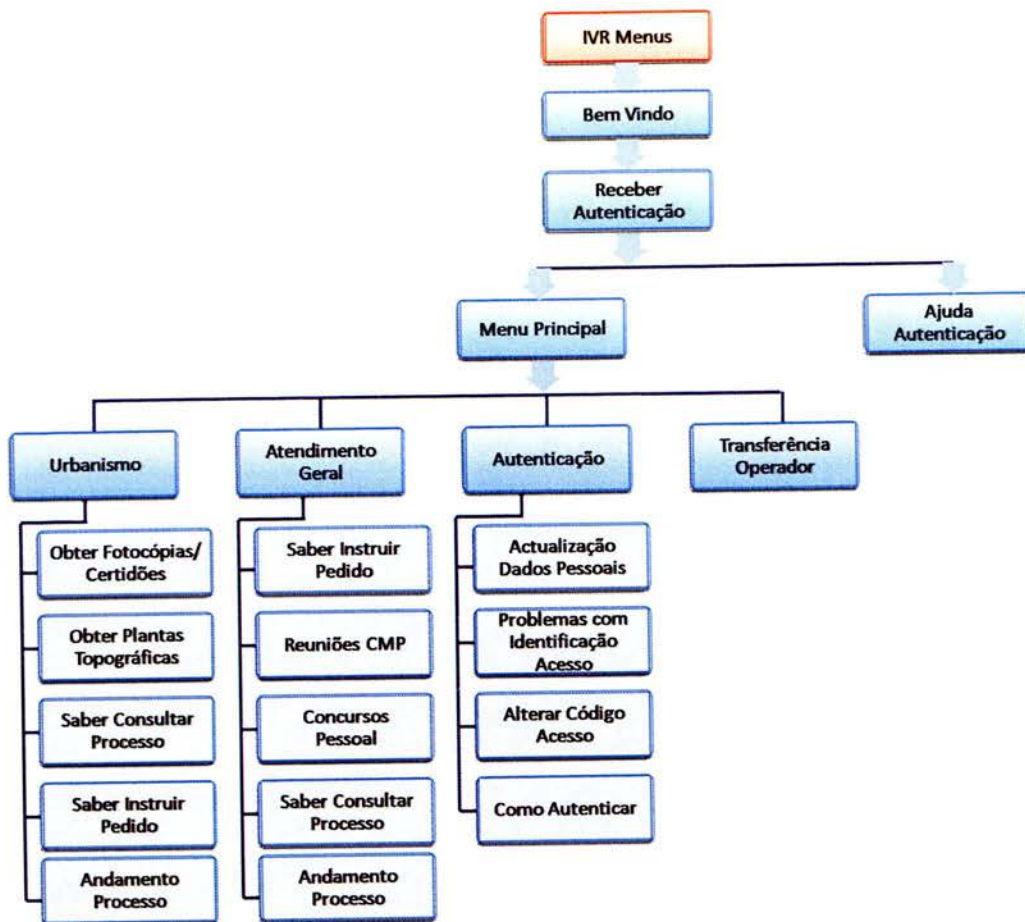 IVR Menus
Bem Vindo
Receber
Autenticação
Menu Principal
Ajuda
Autenticação
Urbanismo
Atendimento
Geral
Autenticação
Transferência
Operador
Obter Fotocópias/
Certidões
Obter Plantas
Topográficas
Saber Consultar
Processo
Saber Instruir
Pedido
Andamento
Processo
Saber Instruir
Pedido
Reuniões CMP
Concursos
Pessoal
Saber Consultar
Processo
Andamento
Processo
Actualização
Dados Pessoais
Problemas com
Identificação
Acesso
Alterar Código
Acesso
Como Autenticar